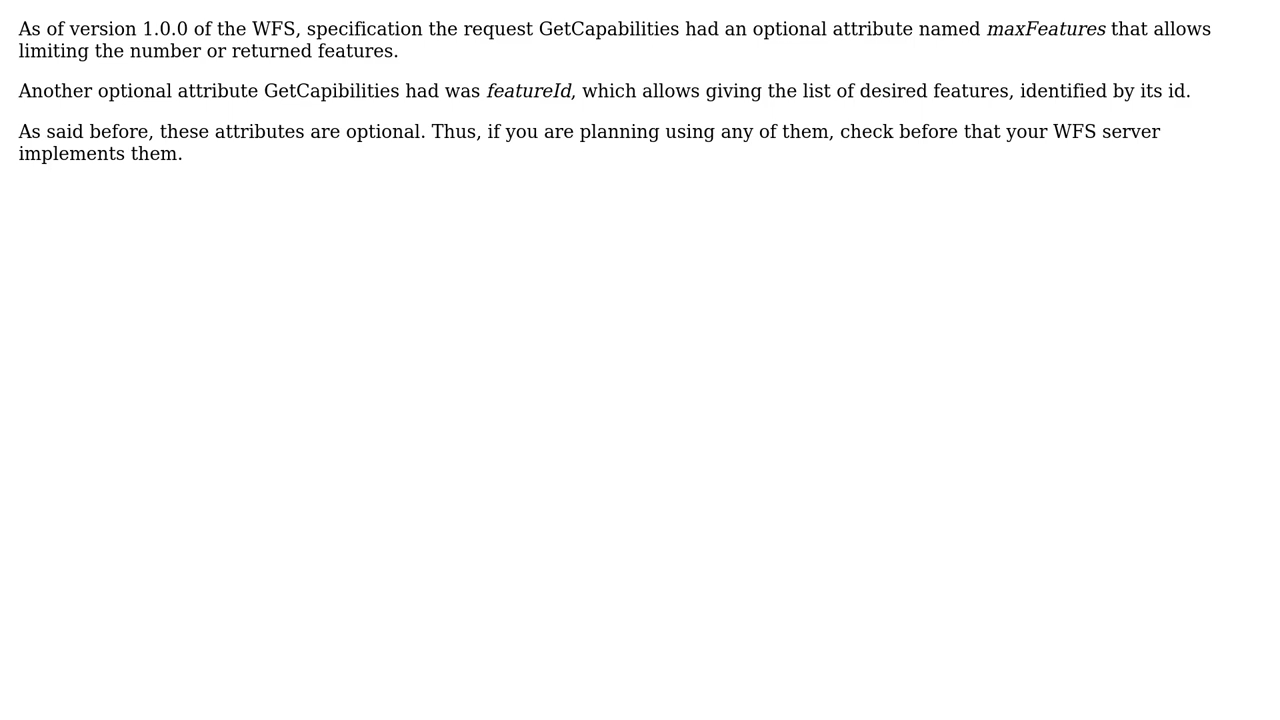 As of version 1.0.0 of the WFS, specification the request GetCapabilities had an optional attribute named maxFeatures that allows
limiting the number or returned features.
Another optional attribute GetCapibilities had was featureId, which allows giving the list of desired features, identified by its id.
As said before, these attributes are optional. Thus, if you are planning using any of them, check before that your WFS server
implements them.